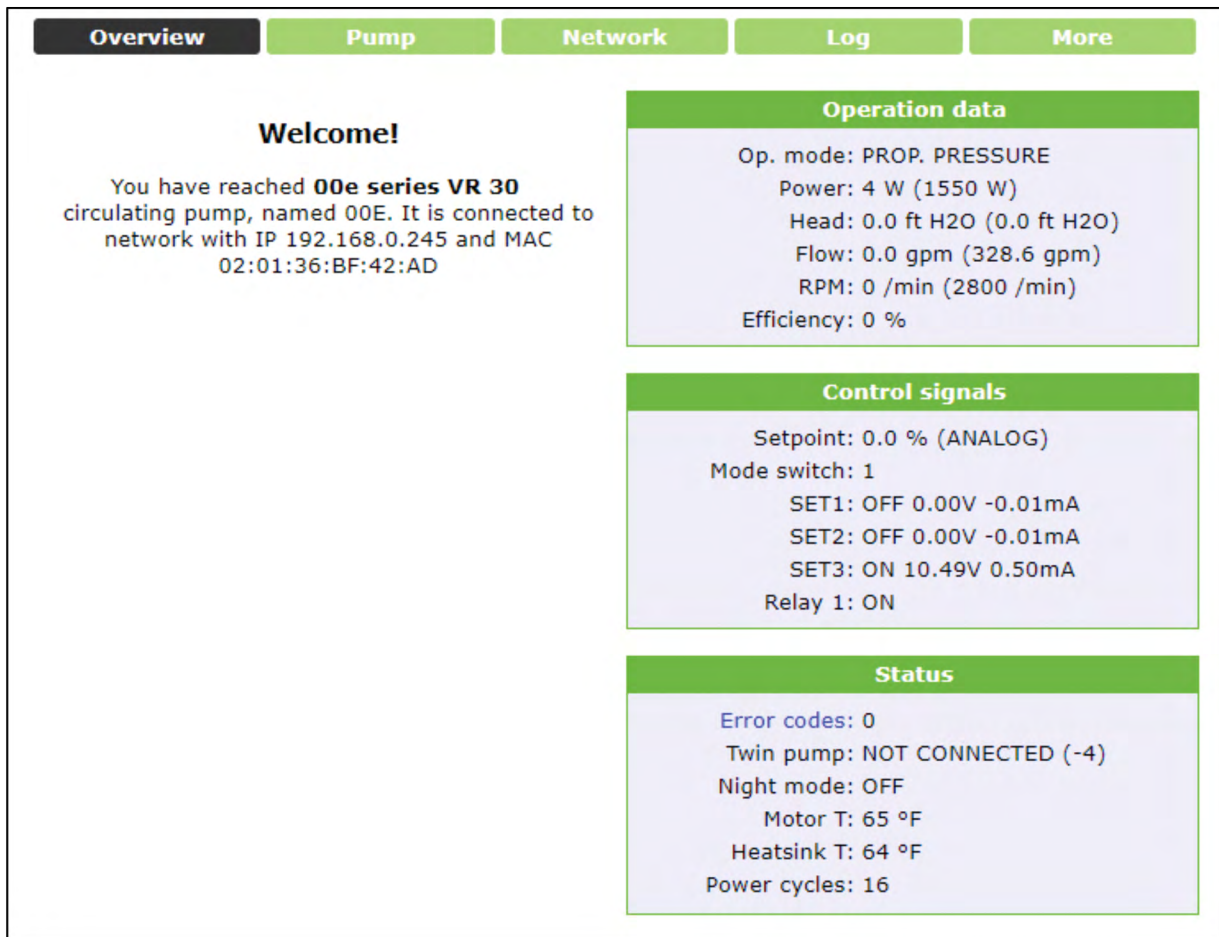 Overview Pump Network Log More
Welcome!
You have reached 00e series VR 30
circulating pump, named 00E. It is connected to
network with IP 192.168.0.245 and MAC
02:01:36:BF:42:AD
Operation data
Op. mode: PROP. PRESSURE
Power: 4 W (1550 W)
Head: 0.0 ft H2O (0.0 ft H2O)
Flow: 0.0 gpm (328.6 gpm)
RPM: 0 /min (2800 /min)
Efficiency: 0 %
Control signals
Setpoint: 0.0 % (ANALOG)
Mode switch: 1
SET1: OFF 0.00V -0.01mA
SET2: OFF 0.00V -0.01mA
SET3: ON 10.49V 0.50mA
Relay 1: ON
Status
Error codes: 0
Twin pump: NOT CONNECTED (-4)
Night mode: OFF
Motor T: 65 °F
Heatsink T: 64 °F
Power cycles: 16